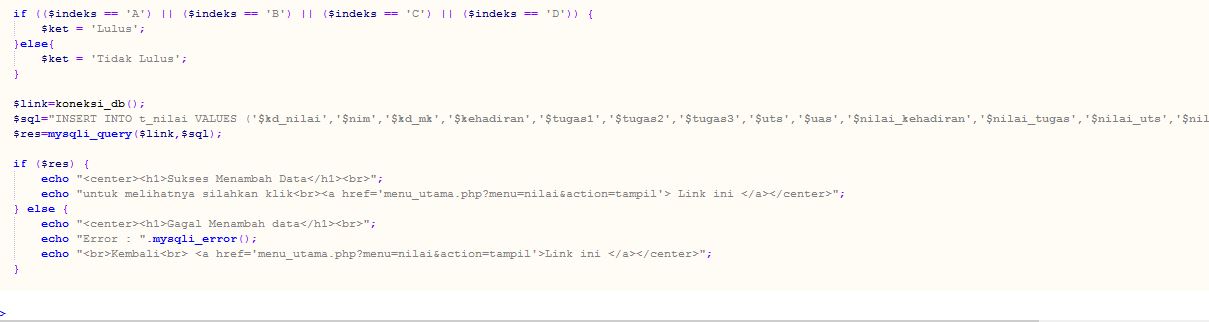 if (($indeks == 'A') || ($indeks == 'B') || ($indeks == 'C') || ($indeks == 'D')) {
$ket = 'Lulus';
}else{
$ket = 'Tidak Lulus';
}
$link=koneksi_db();
$sql="INSERT INTO t_nilai VALUES ('$kd_nilai','$nim','$kd_mk','$kehadiran','$tugas1','$tugas2','$tugas3','$uts','$uas','$nilai_kehadiran','$nilai_tugas','$nilai_uts','$nil
$res=mysqli_query($link,$sql);
if ($res) {
echo "<center><h1>Sukses Menambah Data</h1><br>";
echo "untuk melihatnya silahkan klik<br><a href='menu_utama.php?menu=nilai&action=tampil'> Link ini </a></center>";
} else {
echo "<center><h1>Gagal Menambah data</h1><br>";
echo "Error : ".mysqli_error();
echo "<br>Kembali<br> <a href='menu_utama.php?menu=nilai&action=tampil'>Link ini </a></center>";
}
>